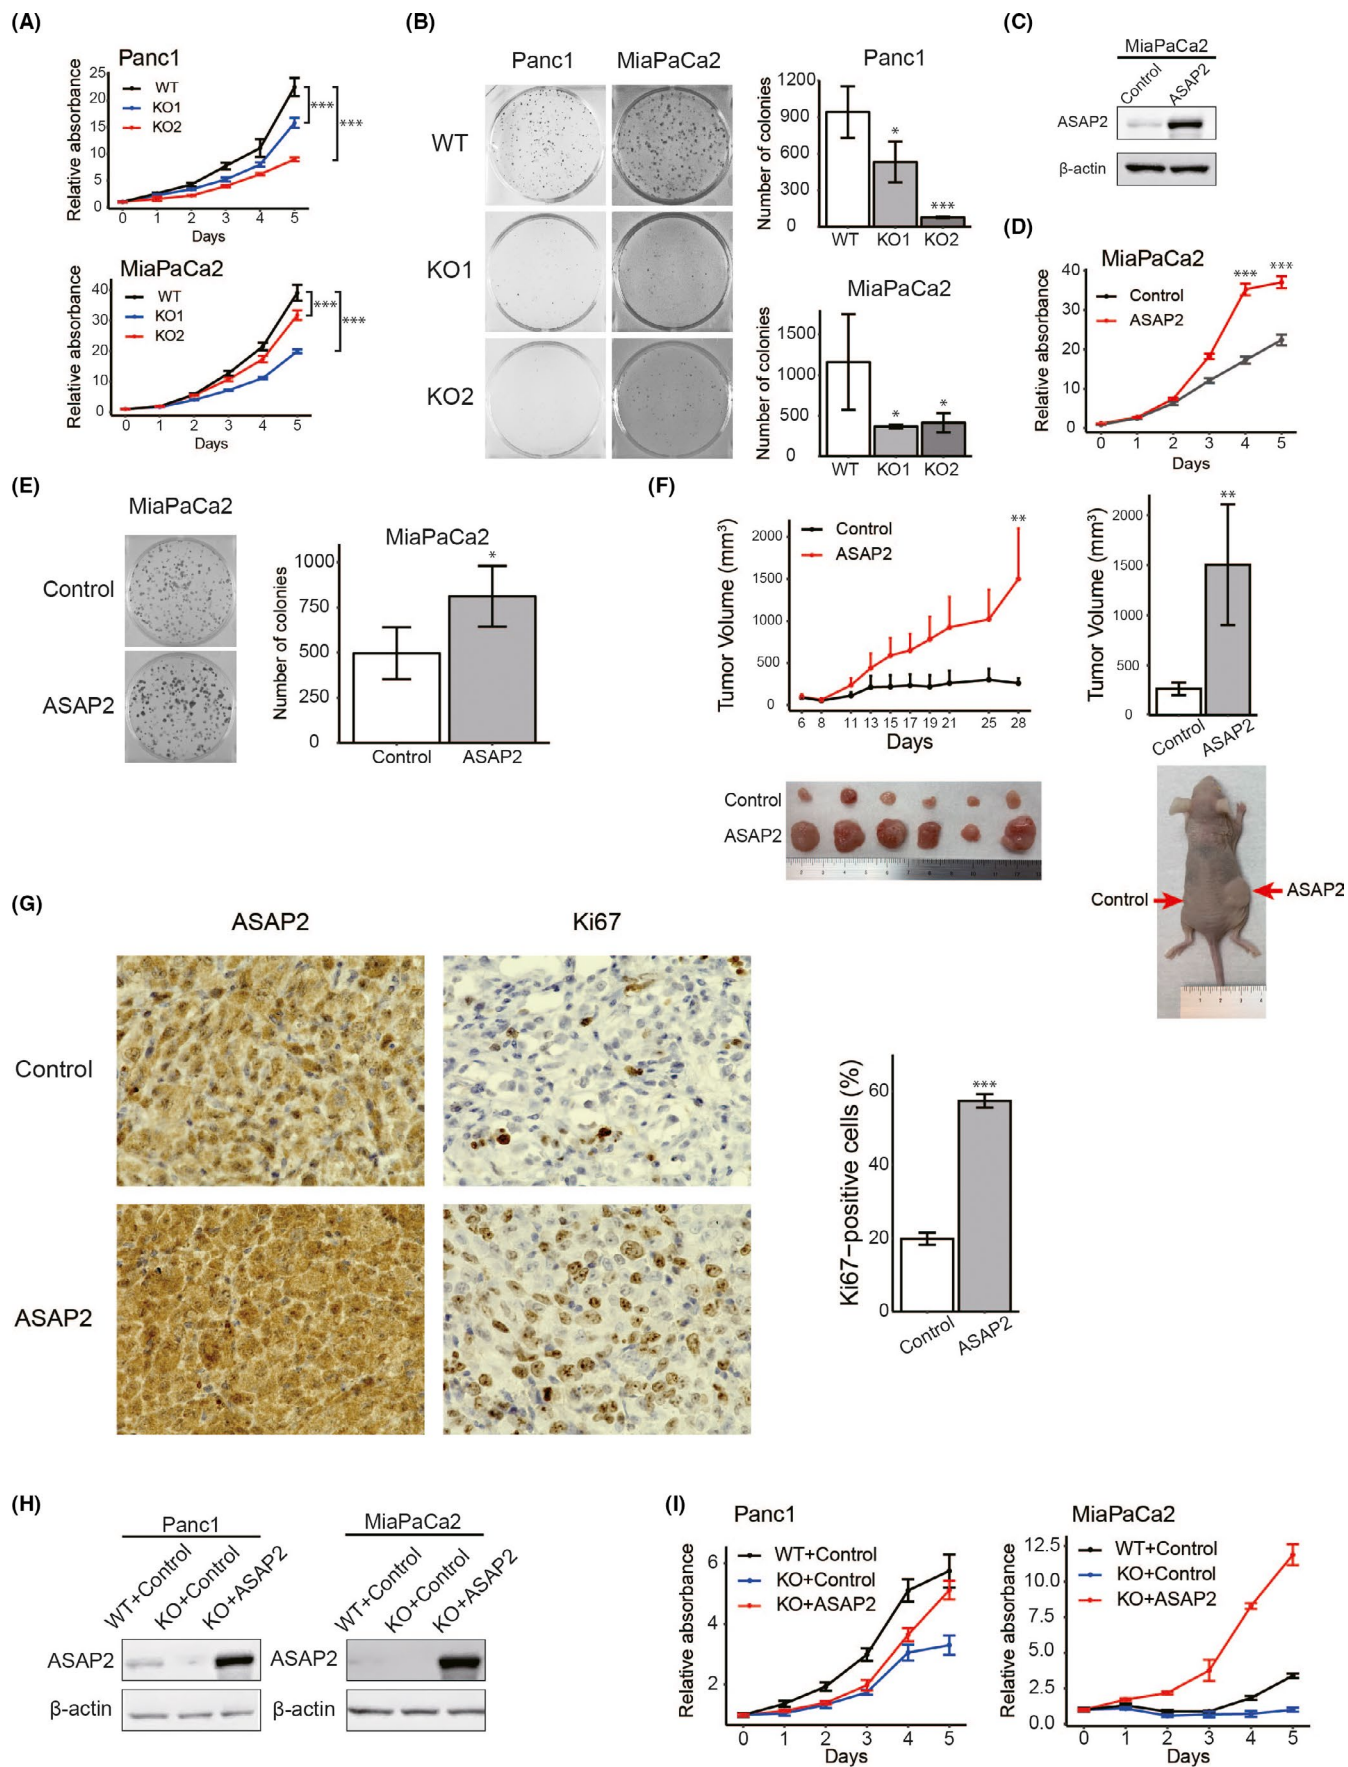 (A)
Panc1
Relative absorbance
25
20
15
10
5
0
WT
KO1
KO2
***
***
0 1 2 3 4 5
Days
MiaPaCa2
Relative absorbance
40
30
20
10
0
WT
KO1
KO2
***
***
0 1 2 3 4 5
Days
(B)
Panc1 MiaPaCa2
WT
KO1
KO2
Panc1
Number of colonies
1200
900
600
300
0
*
***
WT KO1 KO2
MiaPaCa2
Number of colonies
1500
1000
500
0
*
*
WT KO1 KO2
(C)
MiaPaCa2
Control ASAP2
ASAP2
β-actin
(D)
MiaPaCa2
Relative absorbance
40
30
20
10
0
Control
ASAP2
*** ***
0 1 2 3 4 5
Days
(E)
MiaPaCa2
Control
ASAP2
MiaPaCa2
Number of colonies
1000
750
500
250
0
*
Control ASAP2
(F)
Tumor Volume (mm³)
2000
1500
1000
500
0
Control
ASAP2
**
6 8 11 13 15 17 19 21 25 28
Days
Tumor Volume (mm³)
2000
1500
1000
500
0
**
Control ASAP2
Control
ASAP2
Control
ASAP2
(G)
ASAP2 Ki67
Control
ASAP2
Ki67−positive cells (%)
60
40
20
0
***
Control ASAP2
(H)
Panc1
WT+Control KO+Control KO+ASAP2
ASAP2
β-actin
MiaPaCa2
WT+Control KO+Control KO+ASAP2
ASAP2
β-actin
(I)
Panc1
Relative absorbance
6
4
2
WT+Control
KO+Control
KO+ASAP2
0 1 2 3 4 5
Days
MiaPaCa2
Relative absorbance
12.5
10.0
7.5
5.0
2.5
0.0
WT+Control
KO+Control
KO+ASAP2
0 1 2 3 4 5
Days